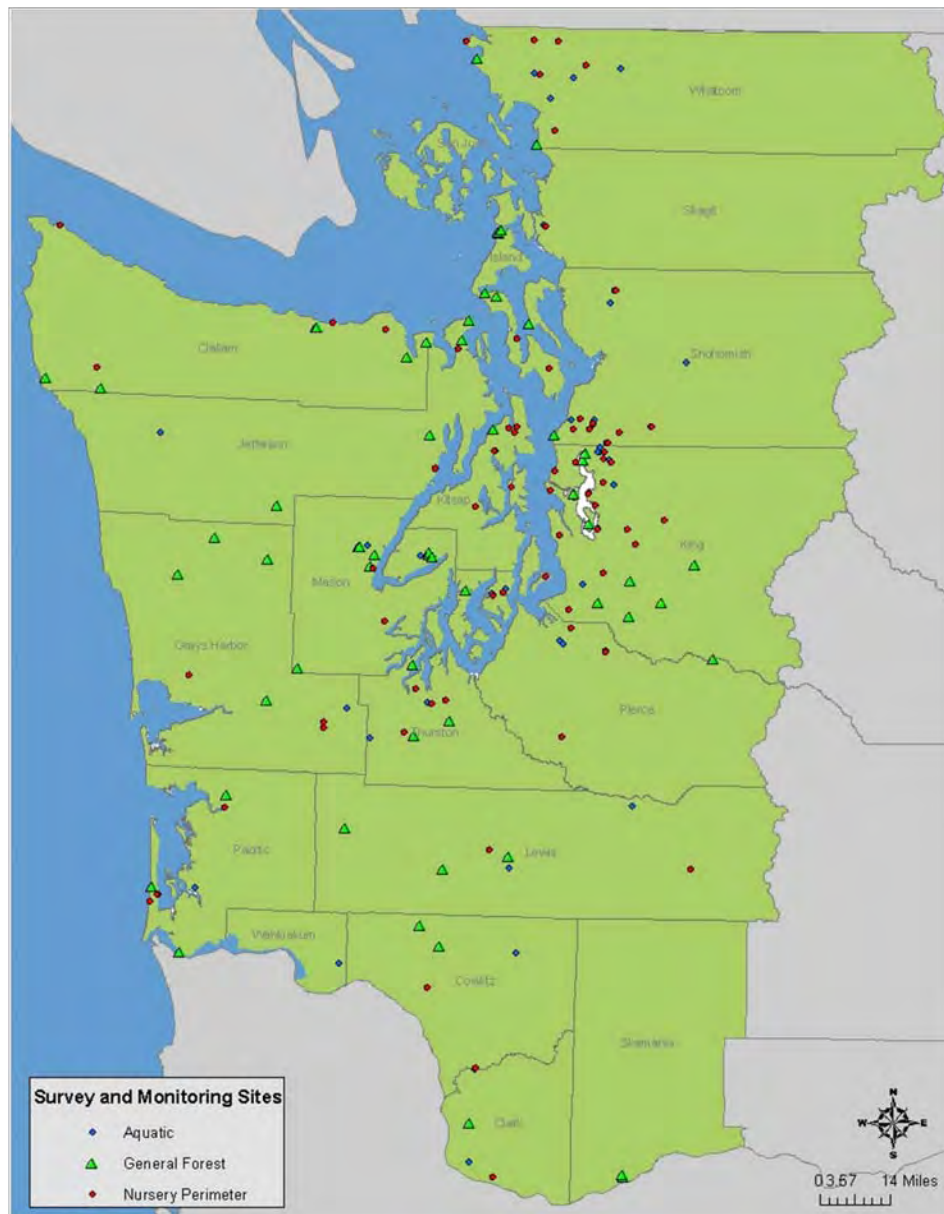 Whatcom
San Juan
Skagit
Island
Clallam
Snohomish
Jefferson
Kitsap
King
Mason
Grays Harbor
Pierce
Thurston
Pacific
Lewis
Wahkiakum
Cowlitz
Skamania
Clark
Survey and Monitoring Sites
Aquatic
General Forest
Nursery Perimeter
N
W
E
S
0 3.5 7 14 Miles